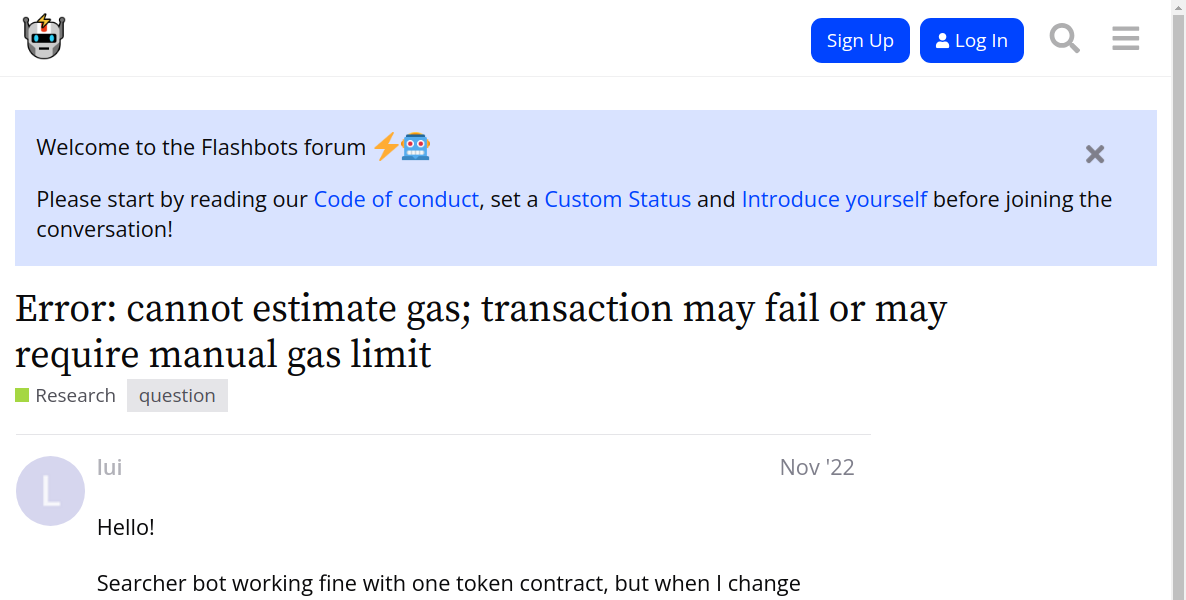 Sign Up
Log In
Welcome to the Flashbots forum
Please start by reading our Code of conduct, set a Custom Status and Introduce yourself before joining the
conversation!
Error: cannot estimate gas; transaction may fail or may
require manual gas limit
Research question
L
lui Nov '22
Hello!
Searcher bot working fine with one token contract, but when I change